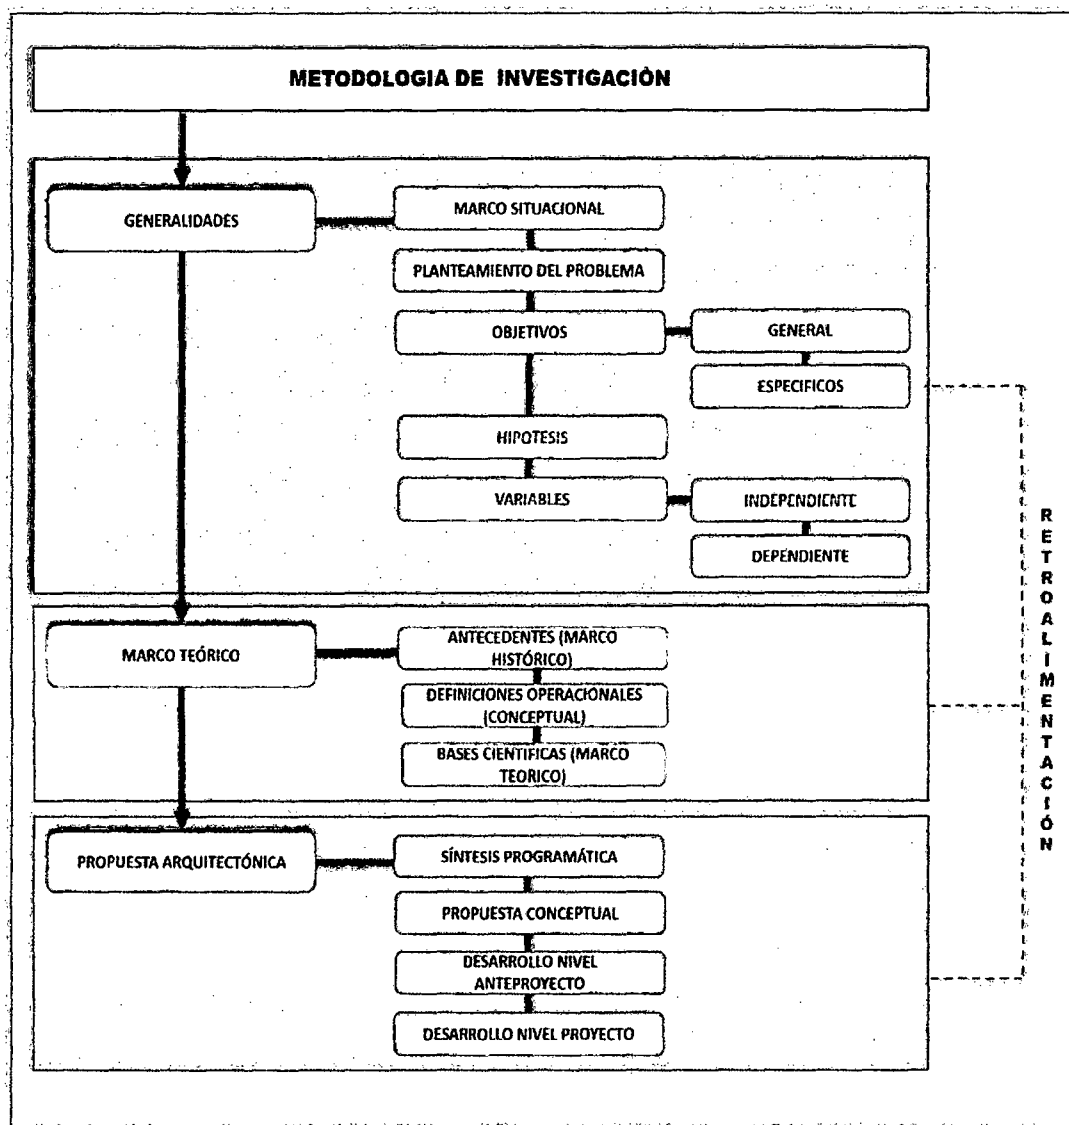 METODOLOGIA DE INVESTIGACIÓN
GENERALIDADES
MARCO SITUACIONAL
PLANTEAMIENTO DEL PROBLEMA
OBJETIVOS
GENERAL
ESPECIFICOS
HIPOTESIS
VARIABLES
INDEPENDIENTE
DEPENDIENTE
MARCO TEÓRICO
ANTECEDENTES (MARCO
HISTÓRICO)
DEFINICIONES OPERACIONALES
(CONCEPTUAL)
BASES CIENTIFICAS (MARCO
TEORICO)
PROPUESTA ARQUITECTÓNICA
SÍNTESIS PROGRAMÁTICA
PROPUESTA CONCEPTUAL
DESARROLLO NIVEL
ANTEPROYECTO
DESARROLLO NIVEL PROYECTO
RETROALIMENTACIÓN